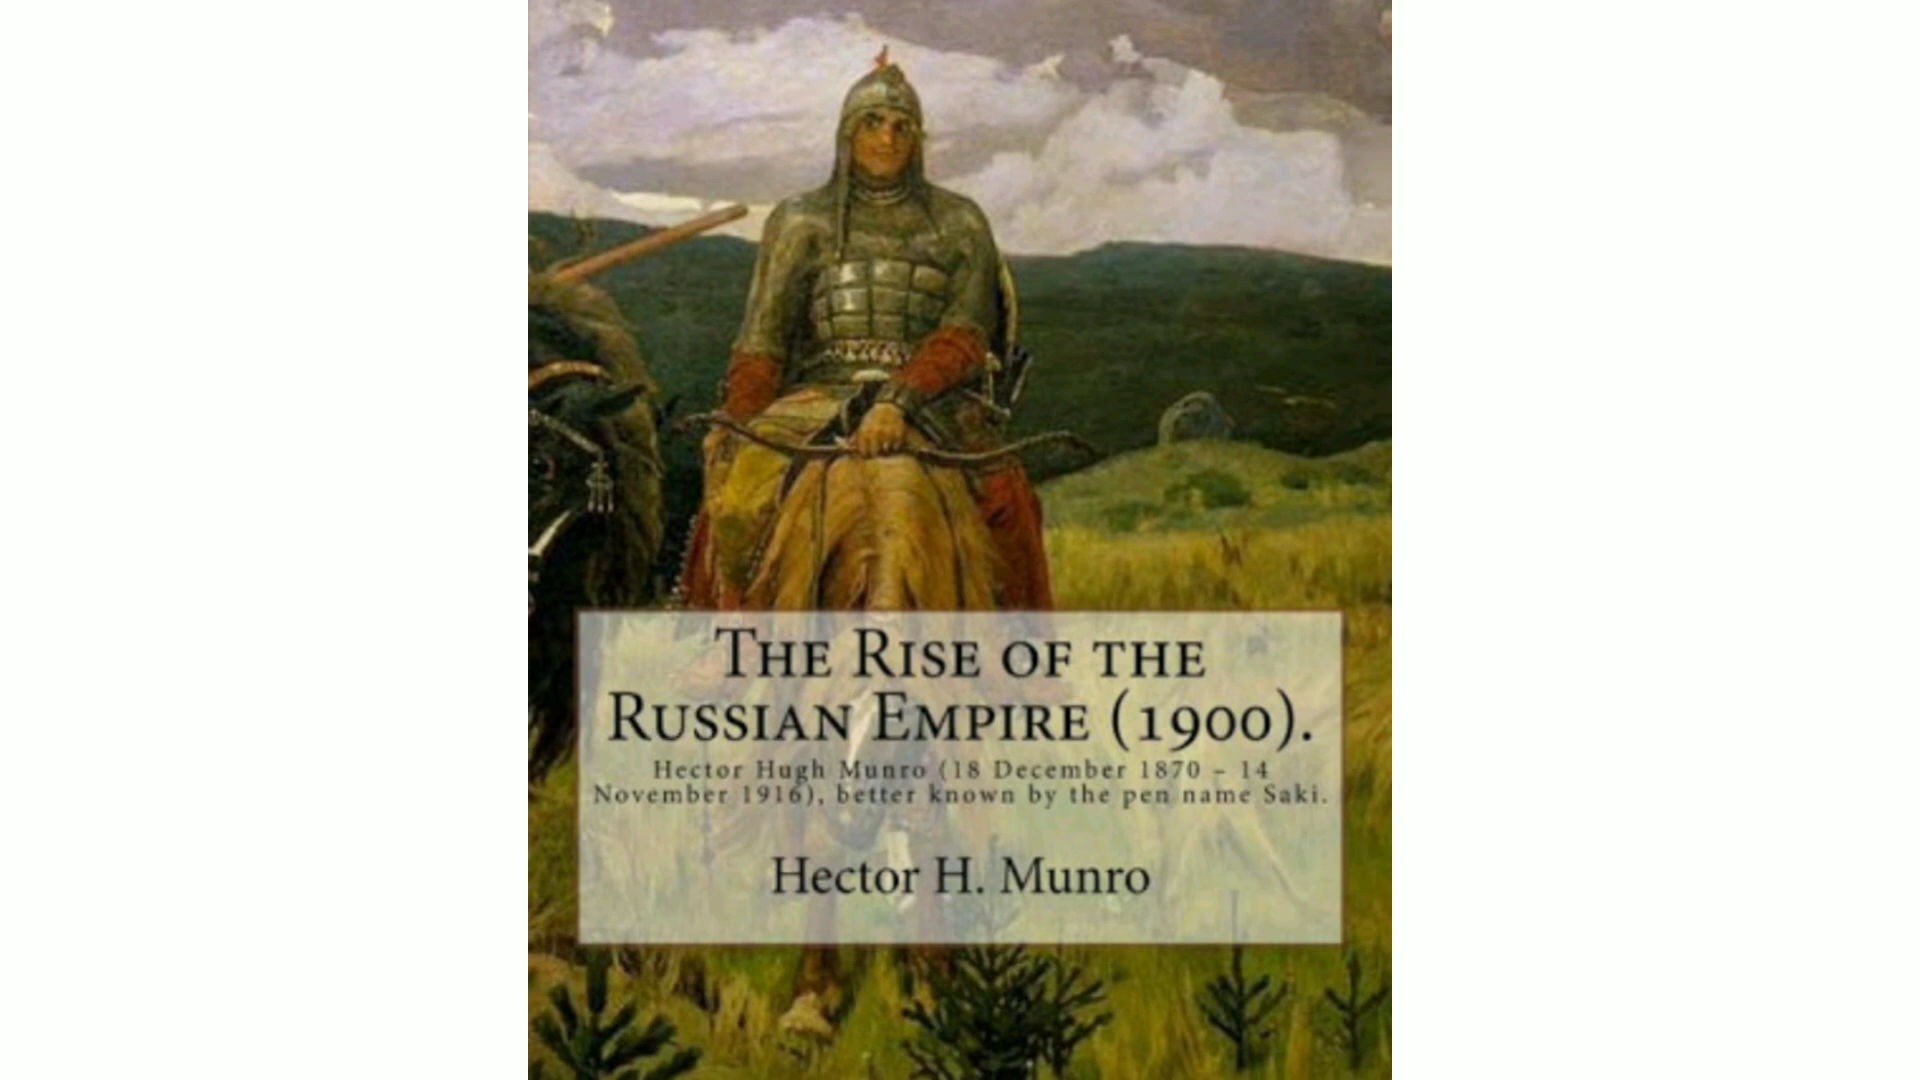 The Rise of the
Russian Empire (1900).
Hector Hugh Munro (18 December 1870 – 14
November 1916), better known by the pen name Saki.
Hector H. Munro